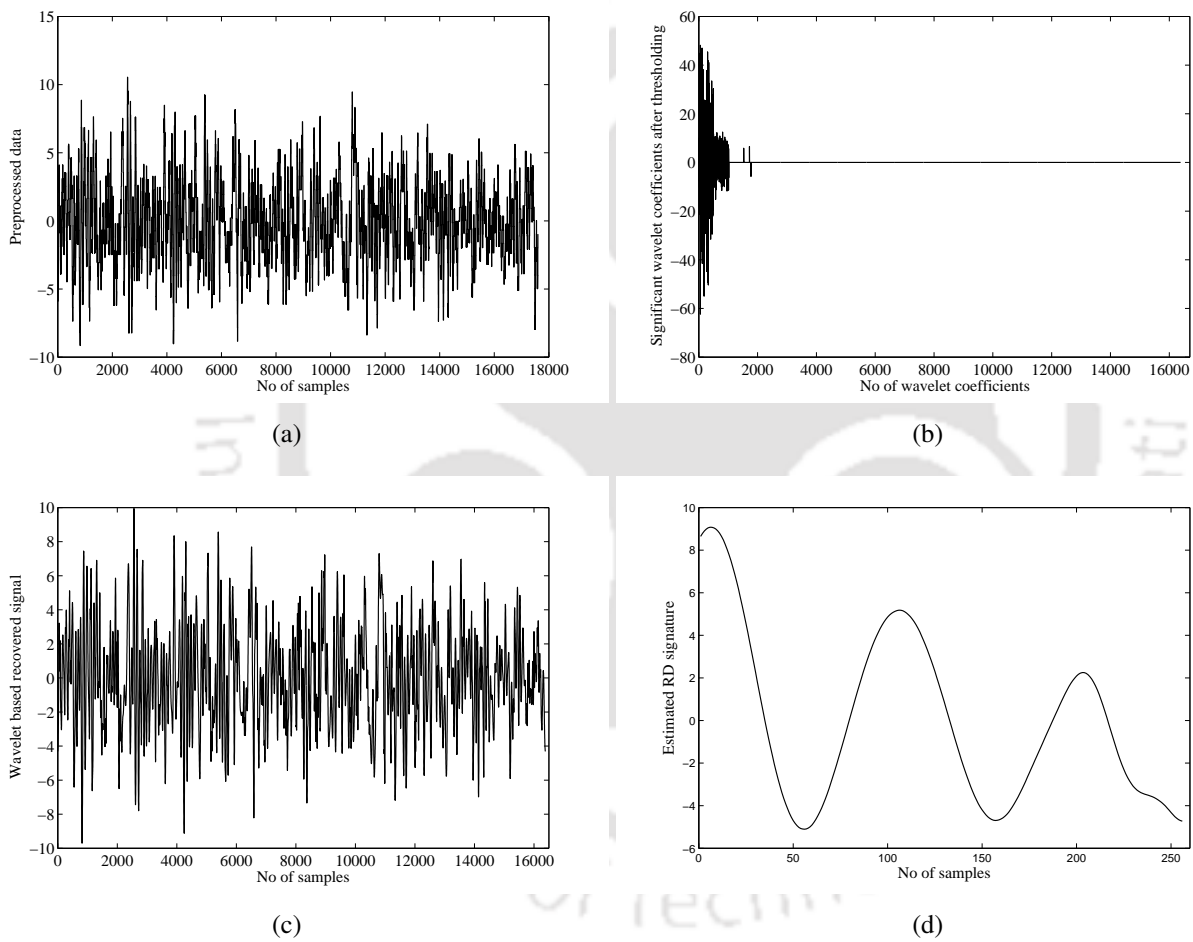 15
10
5
0
−5
−10
0 2000 4000 6000 8000 10000 12000 14000 16000 18000
No of samples
Preprocessed data
(a)
60
40
20
0
−20
−40
−60
−80
0 2000 4000 6000 8000 10000 12000 14000 16000
No of wavelet coefficients
Significant wavelet coefficients after thresholding
(b)
10
8
6
4
2
0
−2
−4
−6
−8
−10
0 2000 4000 6000 8000 10000 12000 14000 16000
No of samples
Wavelet based recovered signal
(c)
10
8
6
4
2
0
−2
−4
−6
0 50 100 150 200 250
No of samples
Estimated RD signature
(d)